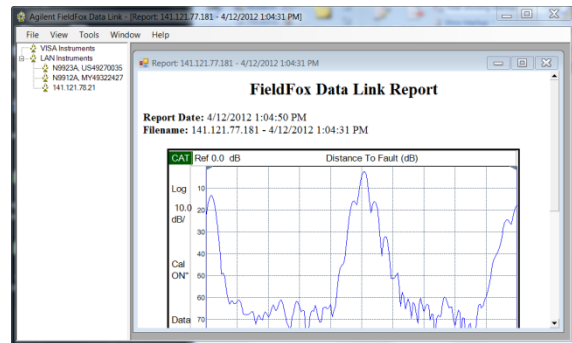 Agilent FieldFox Data Link - [Report: 141.121.77.181 - 4/12/2012 1:04:31 PM]
File View Tools Window Help
VISA Instruments
LAN Instruments
N9923A, US49270035
N9912A, MY49322427
141.121.78.21
Report: 141.121.77.181 - 4/12/2012 1:04:31 PM
FieldFox Data Link Report
Report Date: 4/12/2012 1:04:50 PM
Filename: 141.121.77.181 - 4/12/2012 1:04:31 PM
CAT Ref 0.0 dB Distance To Fault (dB)
Log 10
10.0 20
dB/
30
40
Cal
ON" 50
60
Data 70